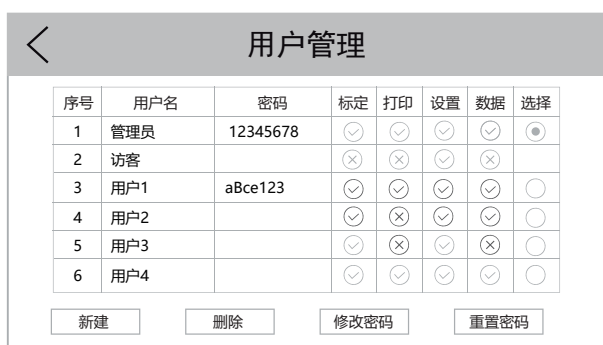 用户管理
序号 用户名 密码 标定 打印 设置 数据 选择
1 管理员 12345678
2 访客
3 用户1 aBce123
4 用户2
5 用户3
6 用户4
新建 删除 修改密码 重置密码